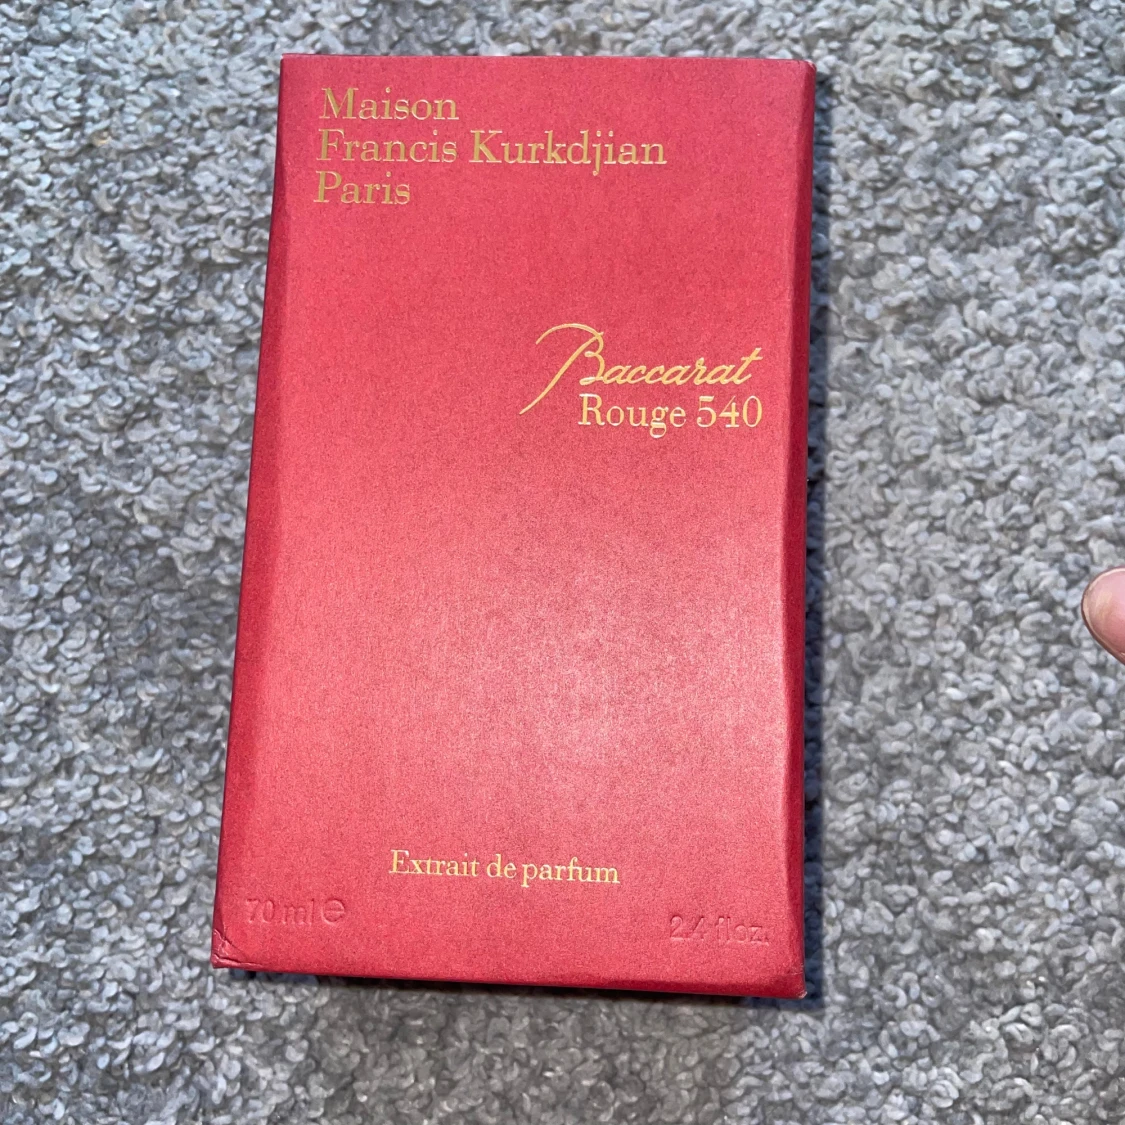 Maison
Francis Kurkdjian
Paris
Baccarat
Rouge 540
Extrait de parfum
70 ml ℮ 2.4 fl oz.